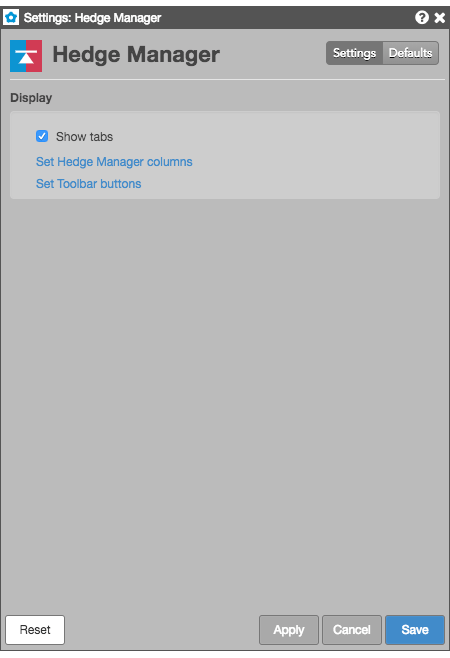 Settings: Hedge Manager
Hedge Manager
Settings Defaults
Display
Show tabs
Set Hedge Manager columns
Set Toolbar buttons
Reset Apply Cancel Save